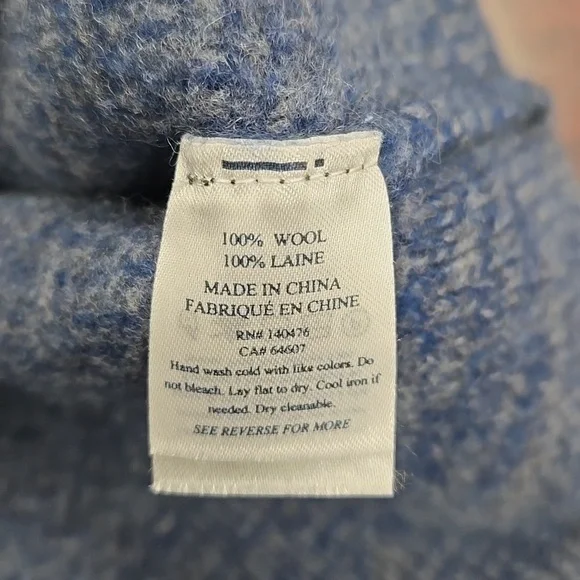 100% WOOL
100% LAINE
MADE IN CHINA
FABRIQUÉ EN CHINE
RN# 140476
CA# 64607
Hand wash cold with like colors. Do
not bleach. Lay flat to dry. Cool iron if
needed. Dry cleanable.
SEE REVERSE FOR MORE